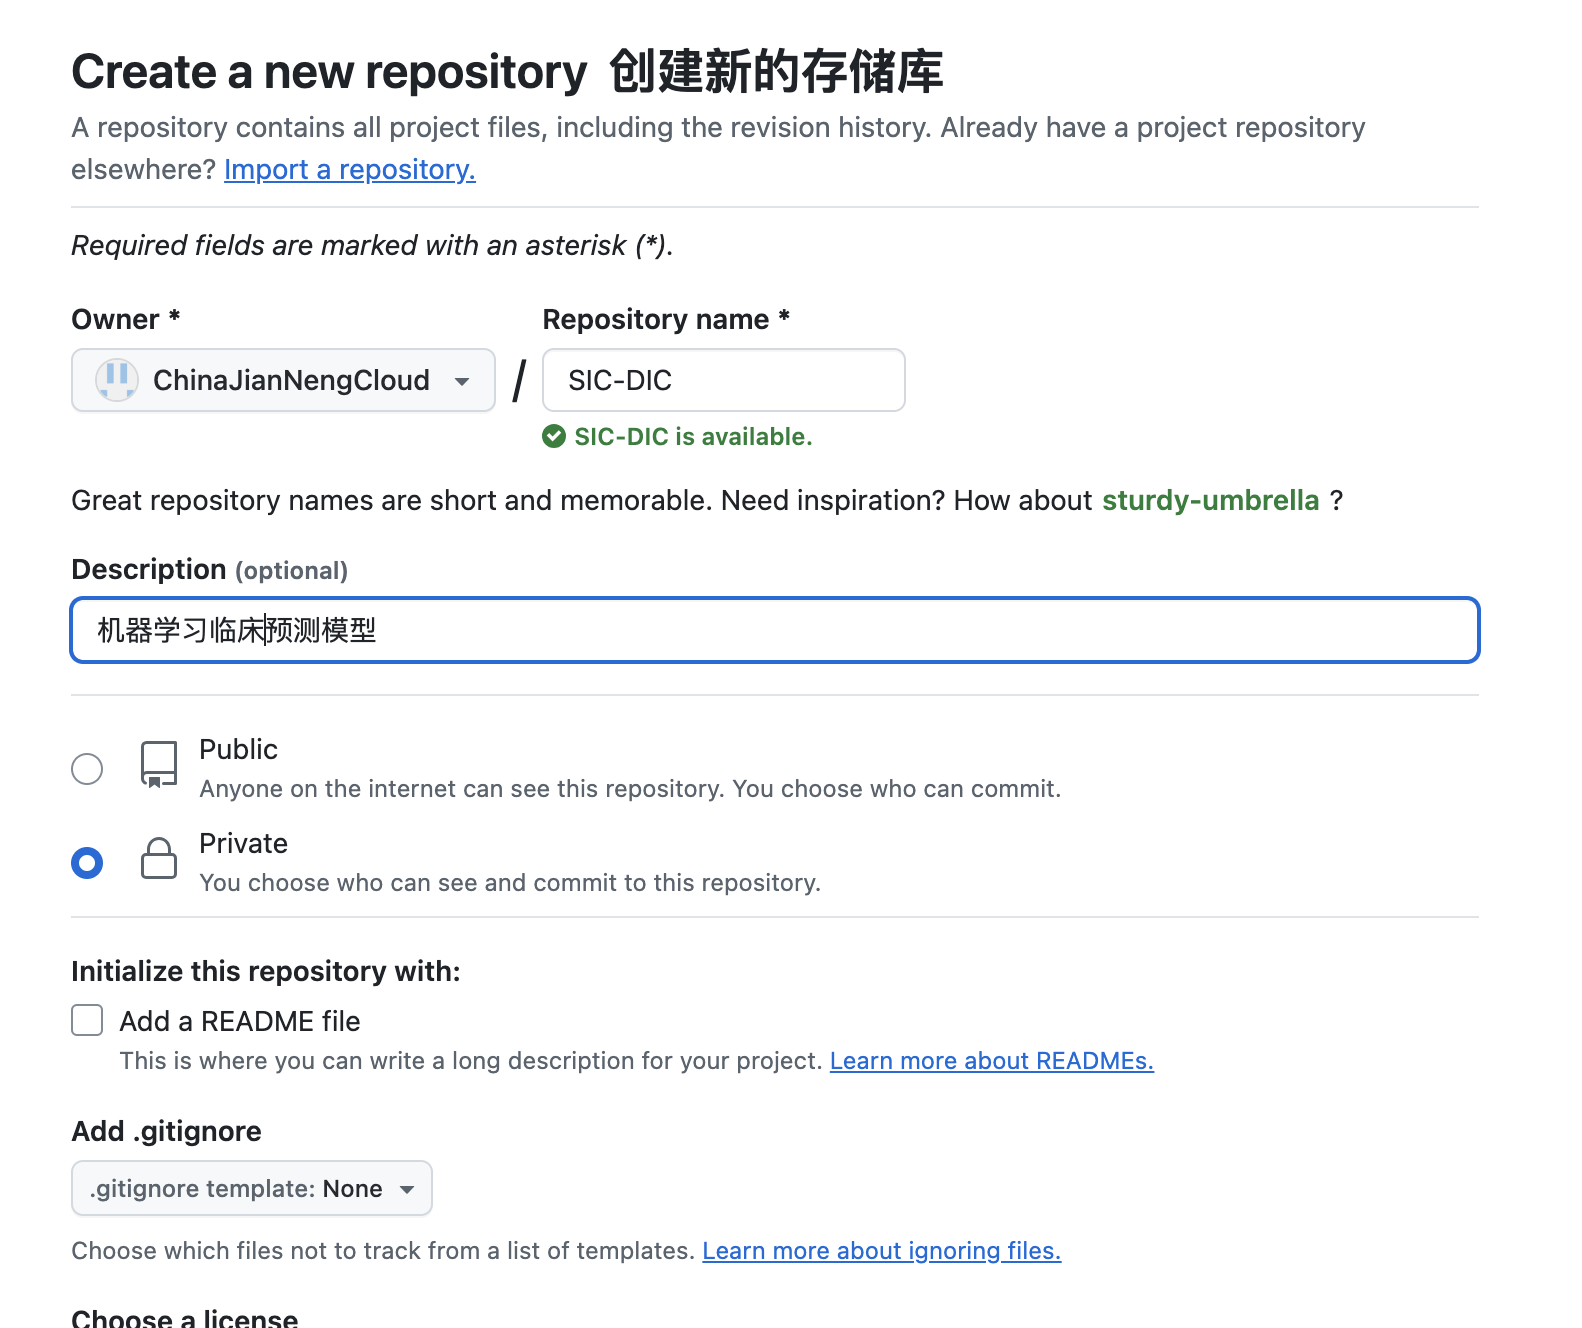 Create a new repository 创建新的存储库
A repository contains all project files, including the revision history. Already have a project repository
elsewhere? Import a repository.
Required fields are marked with an asterisk (*).
Owner * Repository name *
ChinaJianNengCloud / SIC-DIC
SIC-DIC is available.
Great repository names are short and memorable. Need inspiration? How about sturdy-umbrella ?
Description (optional)
机器学习临床预测模型
Public
Anyone on the internet can see this repository. You choose who can commit.
Private
You choose who can see and commit to this repository.
Initialize this repository with:
Add a README file
This is where you can write a long description for your project. Learn more about READMEs.
Add .gitignore
.gitignore template: None
Choose which files not to track from a list of templates. Learn more about ignoring files.
Choose a license